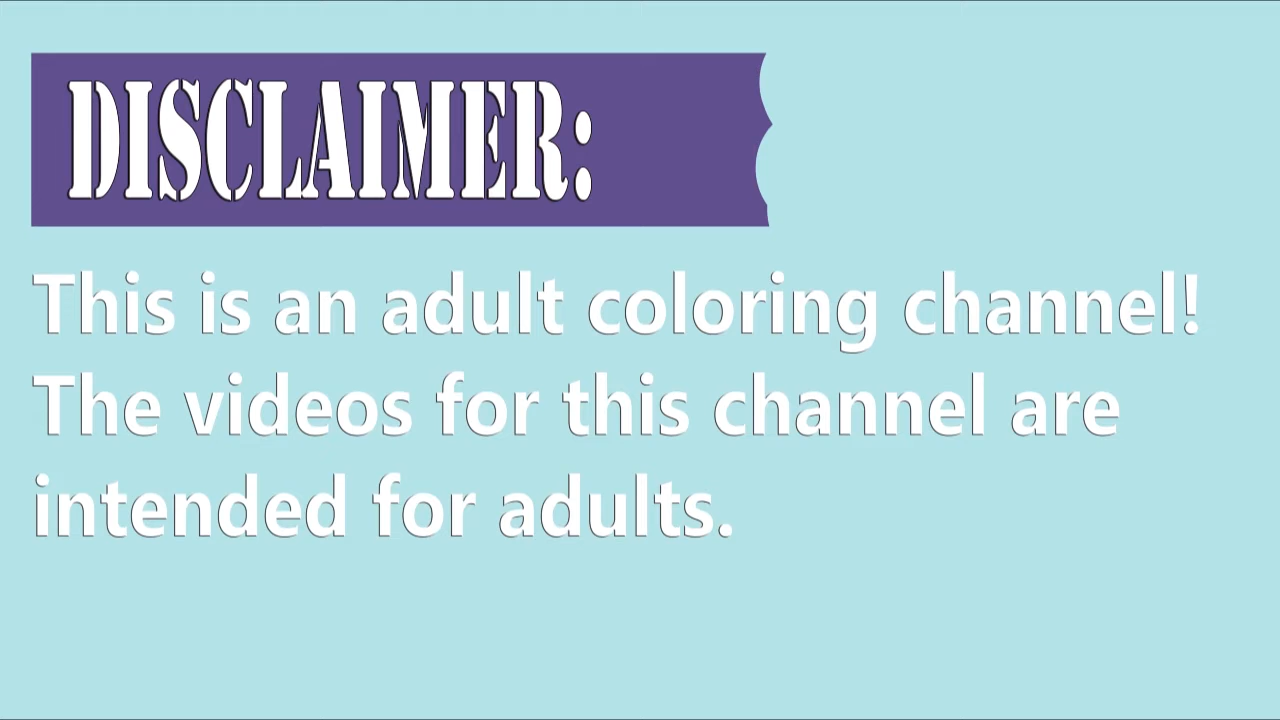 DISCLAIMER:
This is an adult coloring channel!
The videos for this channel are
intended for adults.